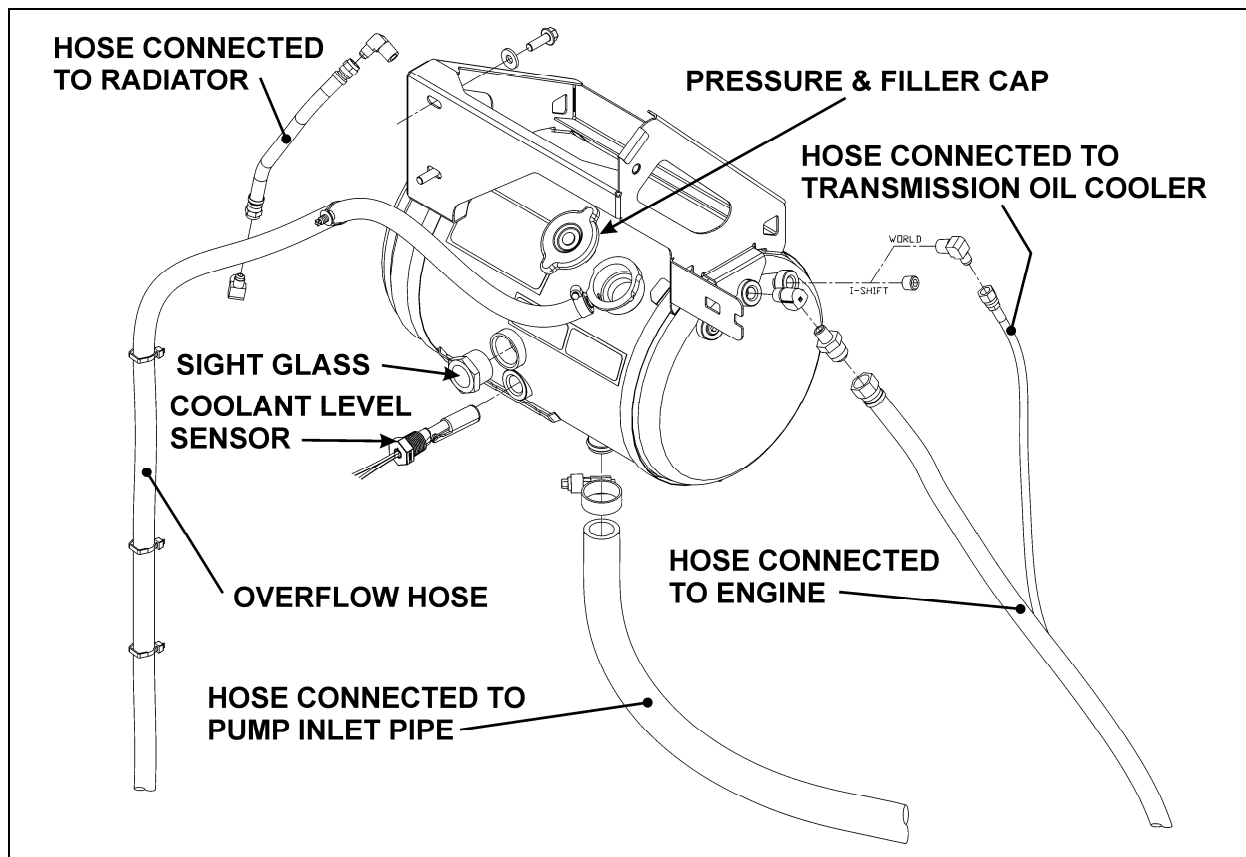 HOSE CONNECTED
TO RADIATOR
PRESSURE & FILLER CAP
HOSE CONNECTED TO
TRANSMISSION OIL COOLER
WORLD
I-SHIFT
SIGHT GLASS
COOLANT LEVEL
SENSOR
OVERFLOW HOSE
HOSE CONNECTED
TO ENGINE
HOSE CONNECTED TO
PUMP INLET PIPE